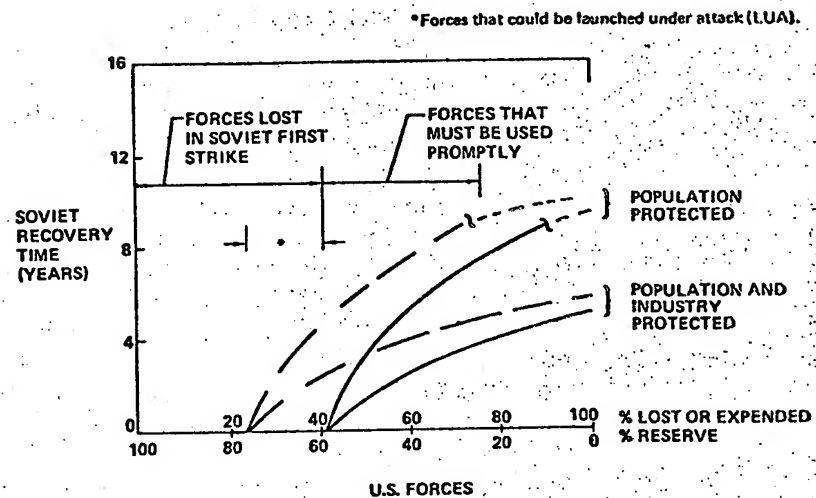 *Forces that could be launched under attack (LUA).
16
FORCES LOST
IN SOVIET FIRST
STRIKE
FORCES THAT
MUST BE USED
PROMPTLY
12
SOVIET
RECOVERY
TIME
(YEARS)
8
*
POPULATION
PROTECTED
POPULATION AND
INDUSTRY
PROTECTED
4
0 20 40 60 80 100 % LOST OR EXPENDED
100 80 60 40 20 0 % RESERVE
U.S. FORCES